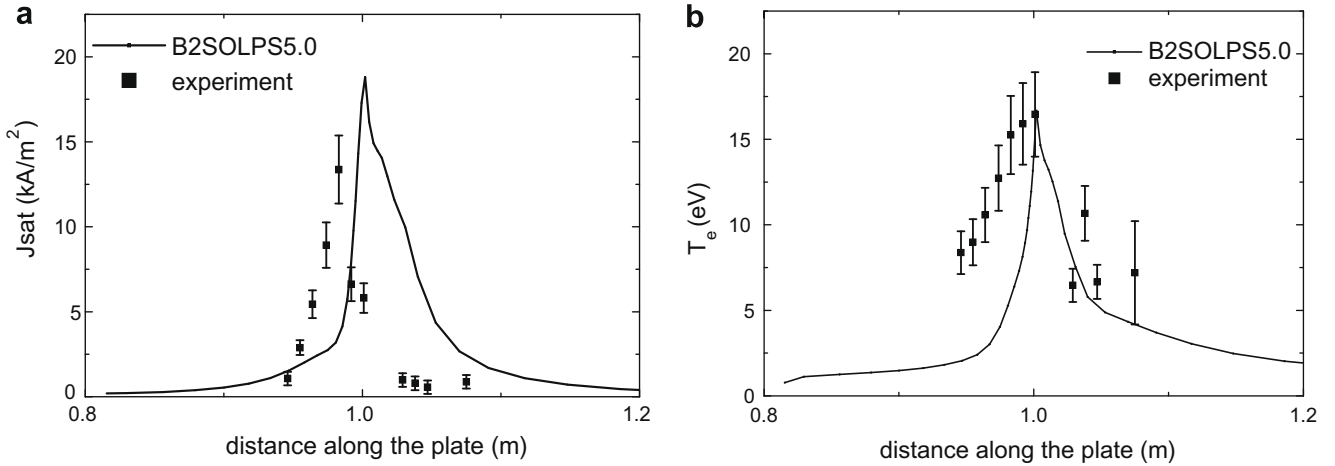 a
B2SOLPS5.0
experiment
Jsat (kA/m²)
20
15
10
5
0
0.8 1.0 1.2
distance along the plate (m)
b
B2SOLPS5.0
experiment
Tₑ (eV)
20
15
10
5
0
0.8 1.0 1.2
distance along the plate (m)